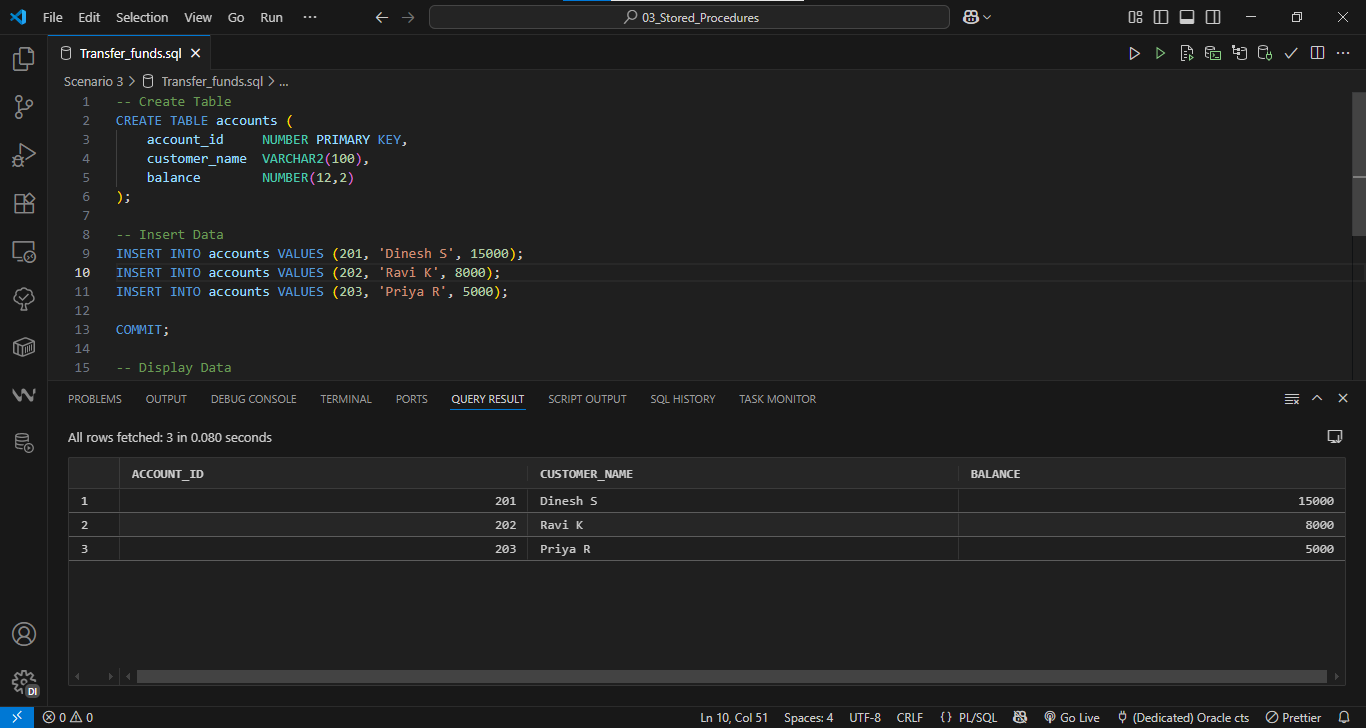 File Edit Selection View Go Run ··· 03_Stored_Procedures
Transfer_funds.sql
Scenario 3 > Transfer_funds.sql > ...
1 -- Create Table
2 CREATE TABLE accounts (
3 account_id NUMBER PRIMARY KEY,
4 customer_name VARCHAR2(100),
5 balance NUMBER(12,2)
6 );
7
8 -- Insert Data
9 INSERT INTO accounts VALUES (201, 'Dinesh S', 15000);
10 INSERT INTO accounts VALUES (202, 'Ravi K', 8000);
11 INSERT INTO accounts VALUES (203, 'Priya R', 5000);
12
13 COMMIT;
14
15 -- Display Data
PROBLEMS OUTPUT DEBUG CONSOLE TERMINAL PORTS QUERY RESULT SCRIPT OUTPUT SQL HISTORY TASK MONITOR
All rows fetched: 3 in 0.080 seconds
ACCOUNT_ID CUSTOMER_NAME BALANCE
1 201 Dinesh S 15000
2 202 Ravi K 8000
3 203 Priya R 5000
DI
0 0 Ln 10, Col 51 Spaces: 4 UTF-8 CRLF {} PL/SQL Go Live (Dedicated) Oracle cts Prettier